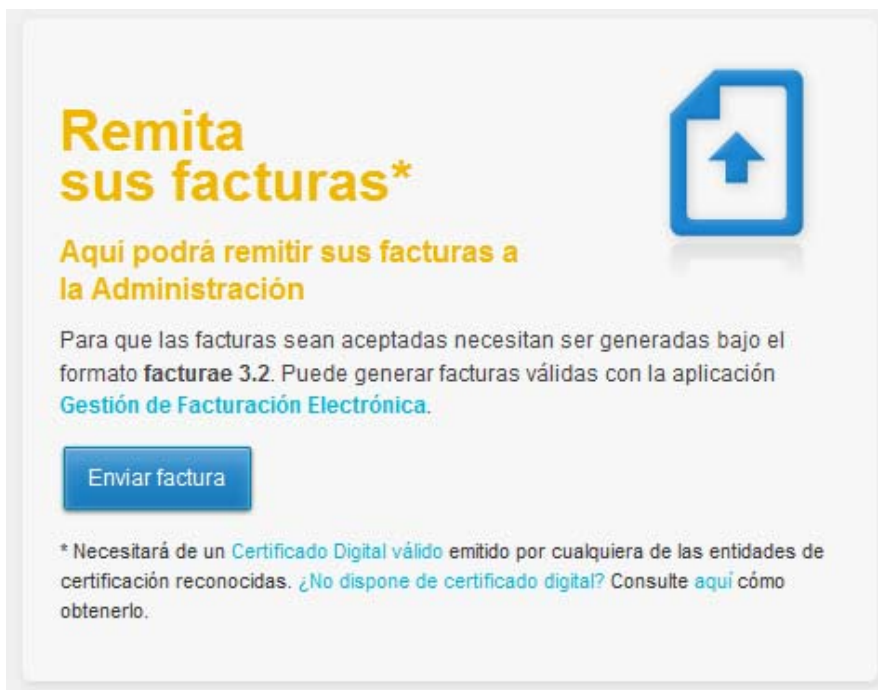 Remita
sus facturas*
Aquí podrá remitir sus facturas a
la Administración
Para que las facturas sean aceptadas necesitan ser generadas bajo el
formato facturae 3.2. Puede generar facturas válidas con la aplicación
Gestión de Facturación Electrónica.
Enviar factura
* Necesitará de un Certificado Digital válido emitido por cualquiera de las entidades de
certificación reconocidas. ¿No dispone de certificado digital? Consulte aquí cómo
obtenerlo.